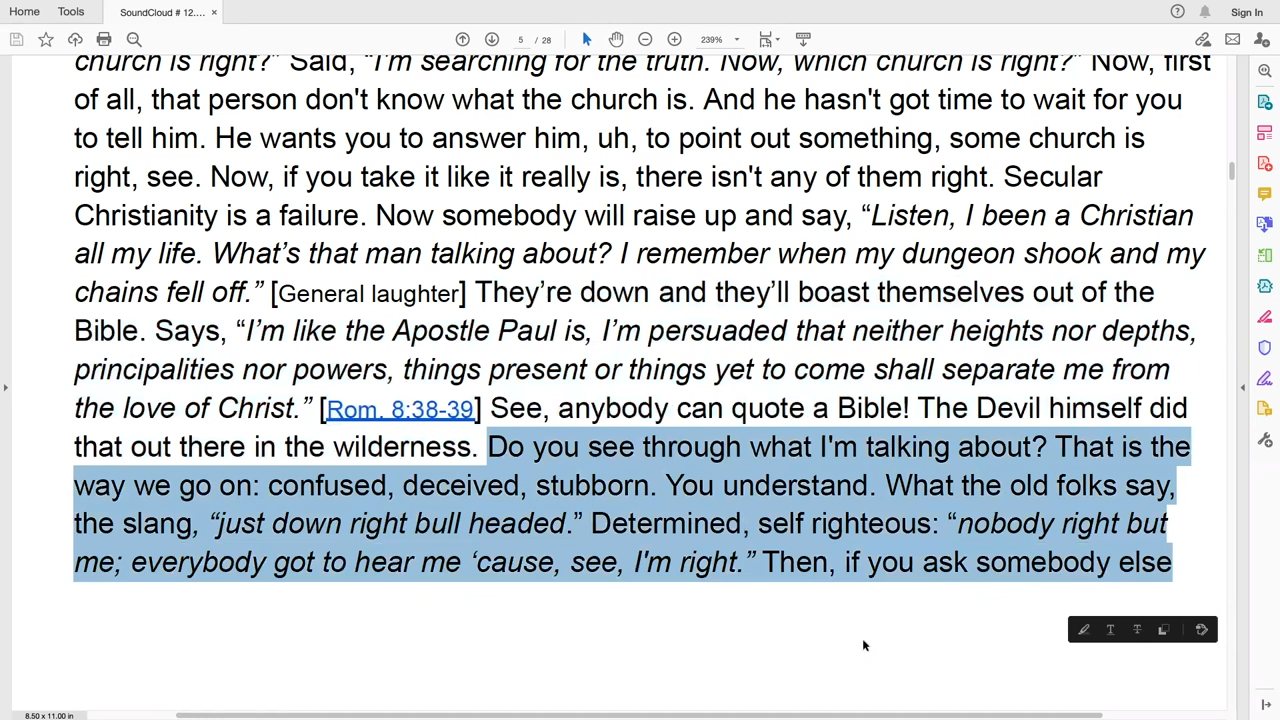 Home Tools SoundCloud # 12.... × Sign In
5 / 28 239%
church is right?” Said, “I'm searching for the truth. Now, which church is right?” Now, first
of all, that person don't know what the church is. And he hasn't got time to wait for you
to tell him. He wants you to answer him, uh, to point out something, some church is
right, see. Now, if you take it like it really is, there isn't any of them right. Secular
Christianity is a failure. Now somebody will raise up and say, “Listen, I been a Christian
all my life. What’s that man talking about? I remember when my dungeon shook and my
chains fell off.” [General laughter] They’re down and they’ll boast themselves out of the
Bible. Says, “I’m like the Apostle Paul is, I’m persuaded that neither heights nor depths,
principalities nor powers, things present or things yet to come shall separate me from
the love of Christ.” [Rom. 8:38-39] See, anybody can quote a Bible! The Devil himself did
that out there in the wilderness. Do you see through what I'm talking about? That is the
way we go on: confused, deceived, stubborn. You understand. What the old folks say,
the slang, “just down right bull headed.” Determined, self righteous: “nobody right but
me; everybody got to hear me ‘cause, see, I'm right.” Then, if you ask somebody else
8.50 x 11.00 in